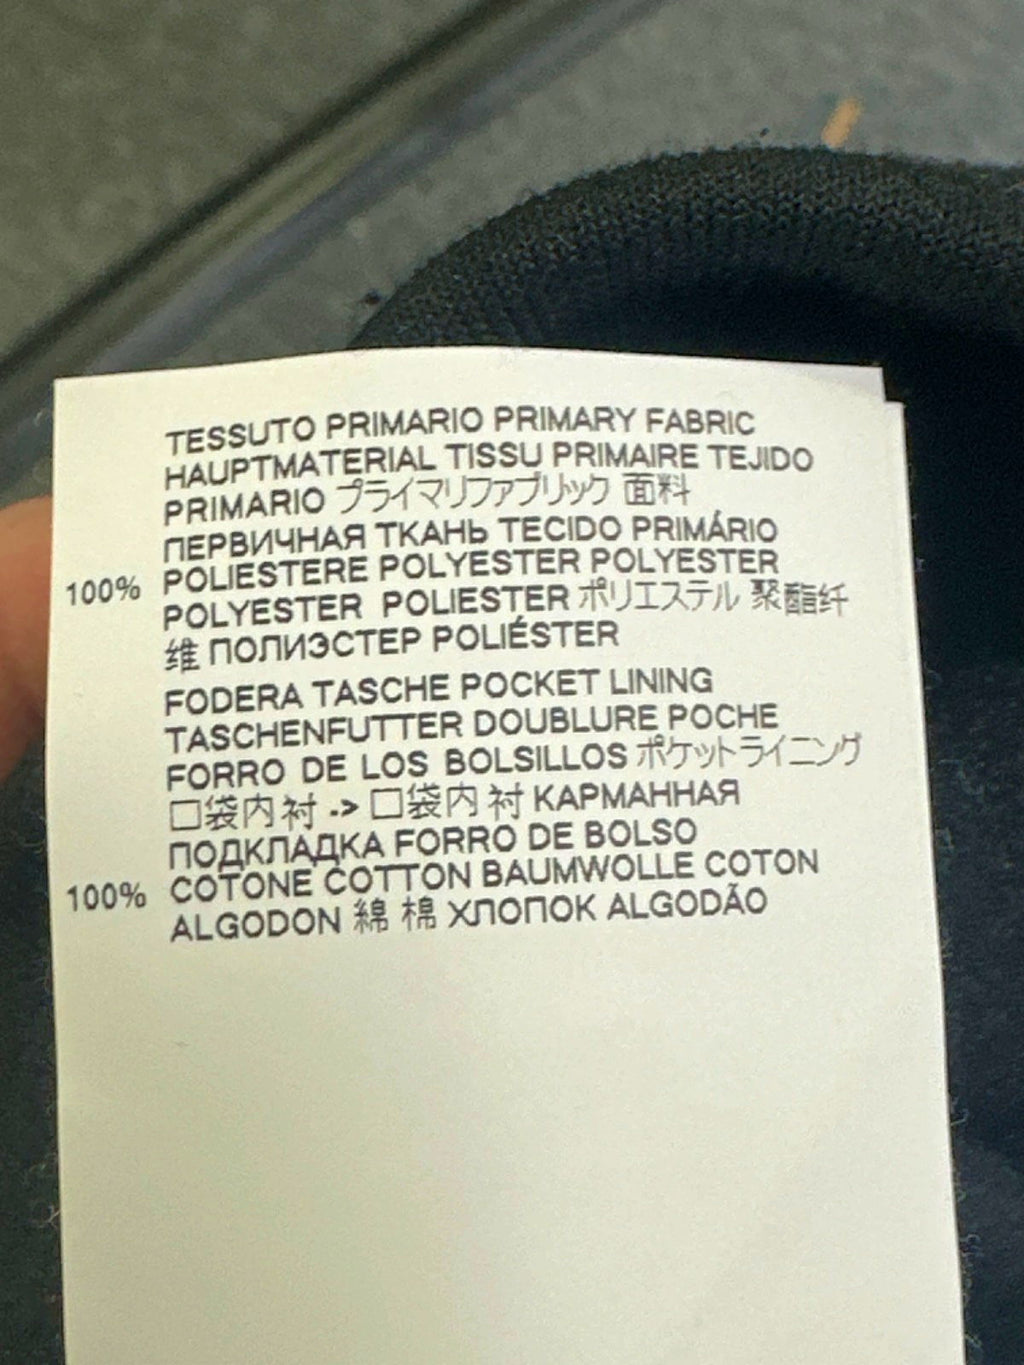 TESSUTO PRIMARIO PRIMARY FABRIC
HAUPTMATERIAL TISSU PRIMAIRE TEJIDO
PRIMARIO プライマリファブリック 面料
ПЕРВИЧНАЯ ТКАНЬ TECIDO PRIMÁRIO
100% POLIESTERE POLYESTER POLYESTER
POLYESTER POLIESTER ポリエステル 聚酯纤
维 ПОЛИЭСТЕР POLIÉSTER
FODERA TASCHE POCKET LINING
TASCHENFUTTER DOUBLURE POCHE
FORRO DE LOS BOLSILLOS ポケットライニング
口袋内衬 -> 口袋内衬 КАРМАННАЯ
ПОДКЛАДКА FORRO DE BOLSO
100% COTONE COTTON BAUMWOLLE COTON
ALGODON 綿 棉 ХЛОПОК ALGODÃO